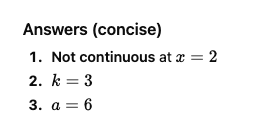 Answers (concise)
1. Not continuous at x = 2
2. k = 3
3. a = 6